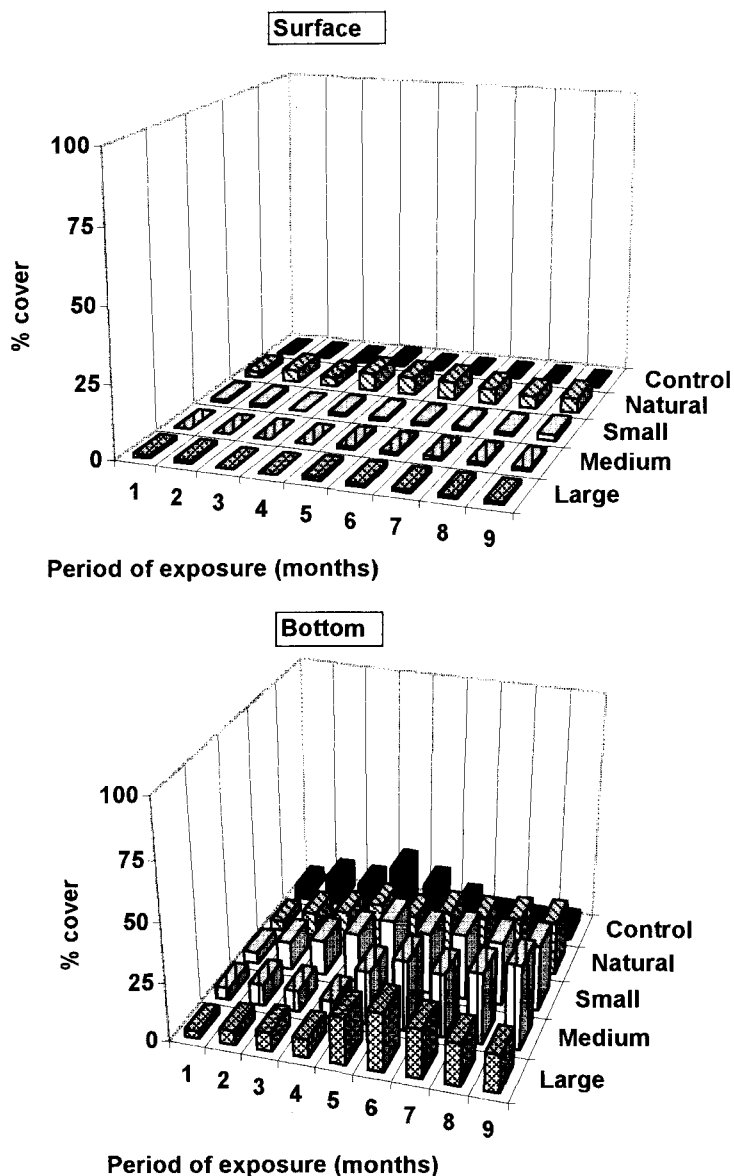 Surface
100
75
50
25
0
% cover
Control
Natural
Small
Medium
Large
1 2 3 4 5 6 7 8 9
Period of exposure (months)
Bottom
100
75
50
25
0
% cover
Control
Natural
Small
Medium
Large
1 2 3 4 5 6 7 8 9
Period of exposure (months)